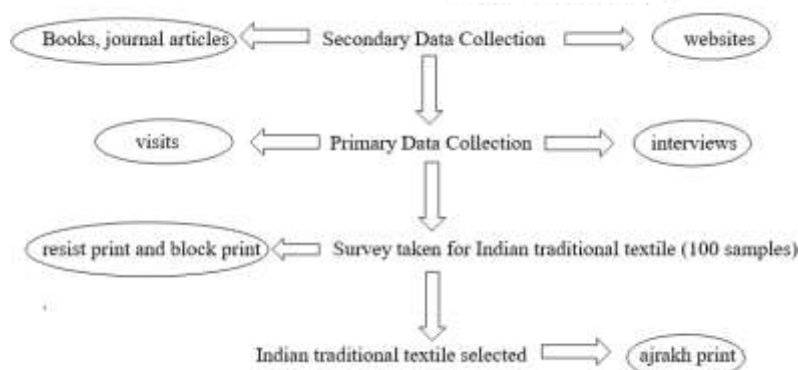 Books, journal articles Secondary Data Collection websites
visits Primary Data Collection interviews
resist print and block print Survey taken for Indian traditional textile (100 samples)
Indian traditional textile selected ajrakh print